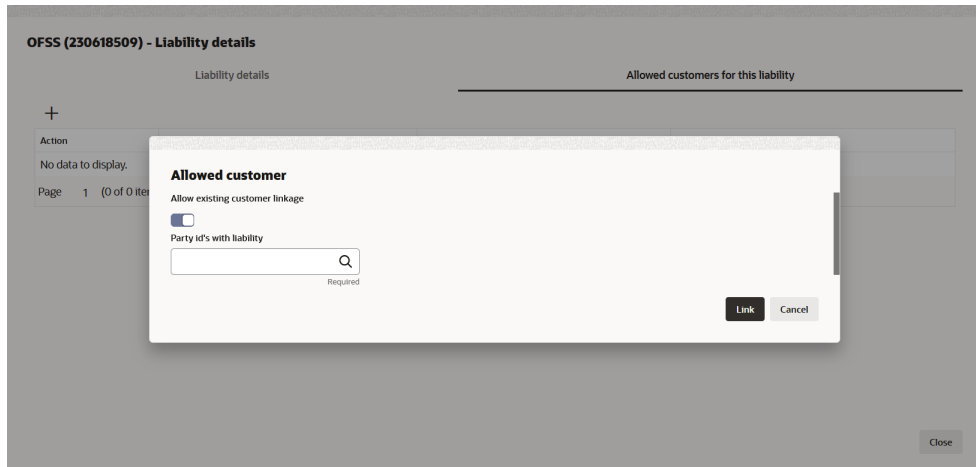 OFSS (230618509) - Liability details
Liability details Allowed customers for this liability
+
Action
No data to display.
Page 1 (0 of 0 iter
Allowed customer
Allow existing customer linkage
Party id's with liability
Required
Link Cancel
Close